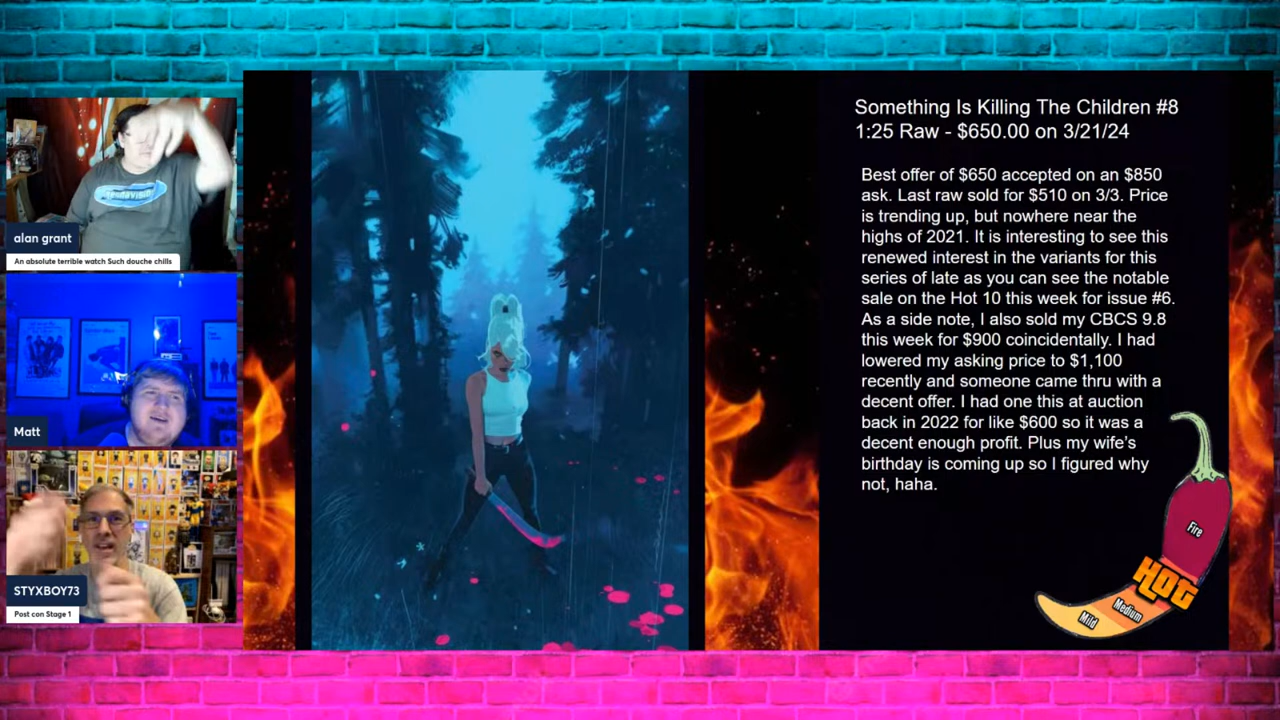 alan grant
An absolute terrible watch Such douche chills
Matt
STYXBOY73
Post con Stage 1
Something Is Killing The Children #8
1:25 Raw - $650.00 on 3/21/24
Best offer of $650 accepted on an $850
ask. Last raw sold for $510 on 3/3. Price
is trending up, but nowhere near the
highs of 2021. It is interesting to see this
renewed interest in the variants for this
series of late as you can see the notable
sale on the Hot 10 this week for issue #6.
As a side note, I also sold my CBCS 9.8
this week for $900 coincidentally. I had
lowered my asking price to $1,100
recently and someone came thru with a
decent offer. I had one this at auction
back in 2022 for like $600 so it was a
decent enough profit. Plus my wife's
birthday is coming up so I figured why
not, haha.
Fire
HOT
Medium
Mild